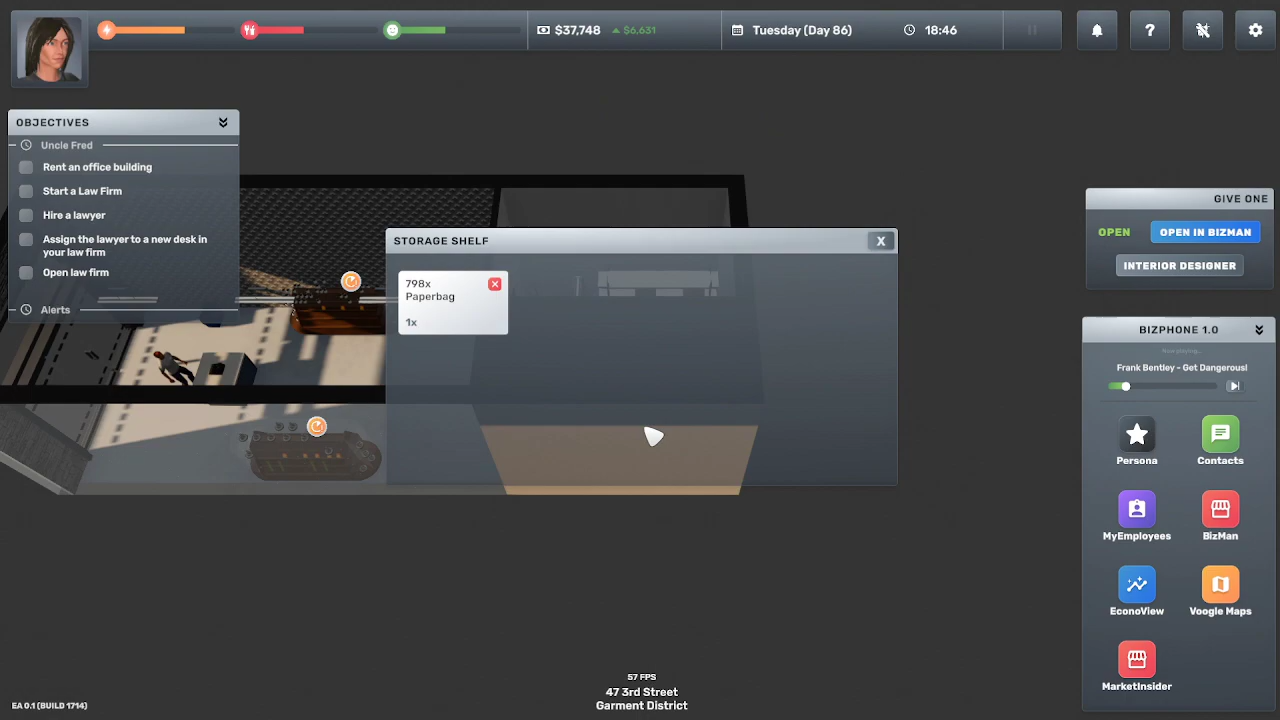 $37,748 $6,631
Tuesday (Day 86)
18:46
?
OBJECTIVES
Uncle Fred
Rent an office building
Start a Law Firm
Hire a lawyer
Assign the lawyer to a new desk in
your law firm
Open law firm
Alerts
STORAGE SHELF
X
798x
Paperbag
1x
GIVE ONE
OPEN
OPEN IN BIZMAN
INTERIOR DESIGNER
BIZPHONE 1.0
Now playing...
Frank Bentley - Get Dangerous!
Persona
Contacts
MyEmployees
BizMan
EconoView
Voogle Maps
MarketInsider
57 FPS
47 3rd Street
Garment District
EA 0.1 (BUILD 1714)